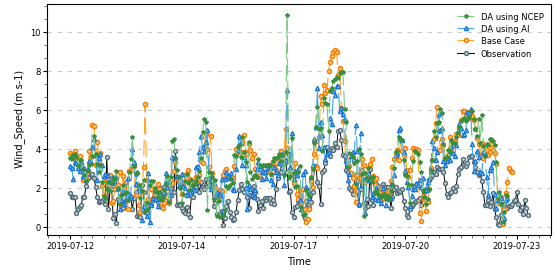 DA using NCEP
DA using AI
Base Case
Observation
Wind_Speed (m s-1)
10
8
6
4
2
0
2019-07-12
2019-07-14
2019-07-17
2019-07-20
2019-07-23
Time